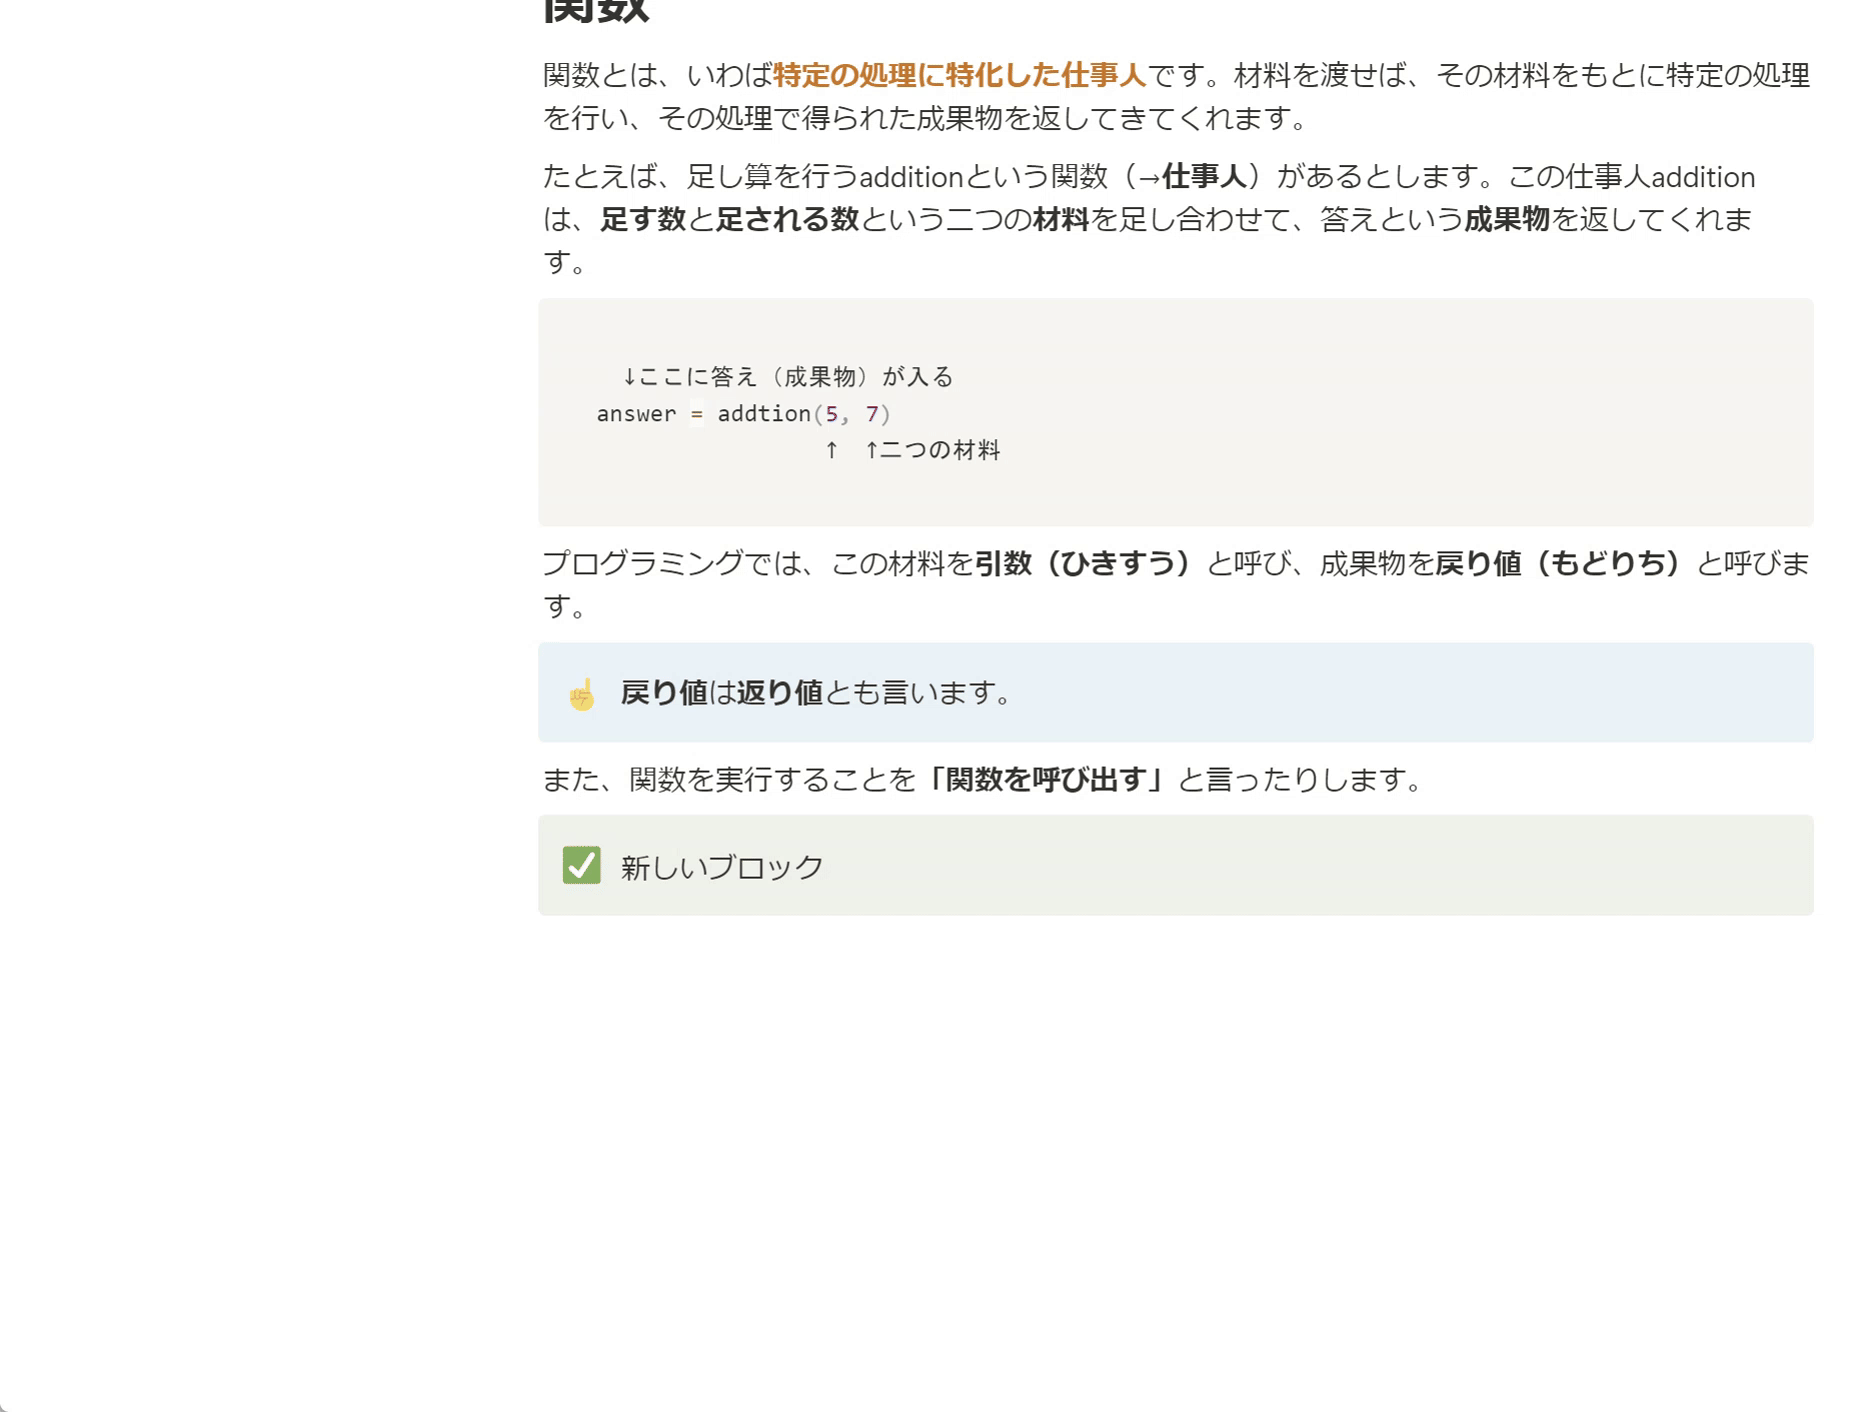 関数
関数とは、いわば特定の処理に特化した仕事人です。材料を渡せば、その材料をもとに特定の処理
を行い、その処理で得られた成果物を返してきてくれます。
たとえば、足し算を行うadditionという関数（→仕事人）があるとします。この仕事人addition
は、足す数と足される数という二つの材料を足し合わせて、答えという成果物を返してくれま
す。
↓ここに答え（成果物）が入る
answer = addtion(5, 7)
↑ ↑二つの材料
プログラミングでは、この材料を引数（ひきすう）と呼び、成果物を戻り値（もどりち）と呼びま
す。
戻り値は返り値とも言います。
また、関数を実行することを「関数を呼び出す」と言ったりします。
新しいブロック